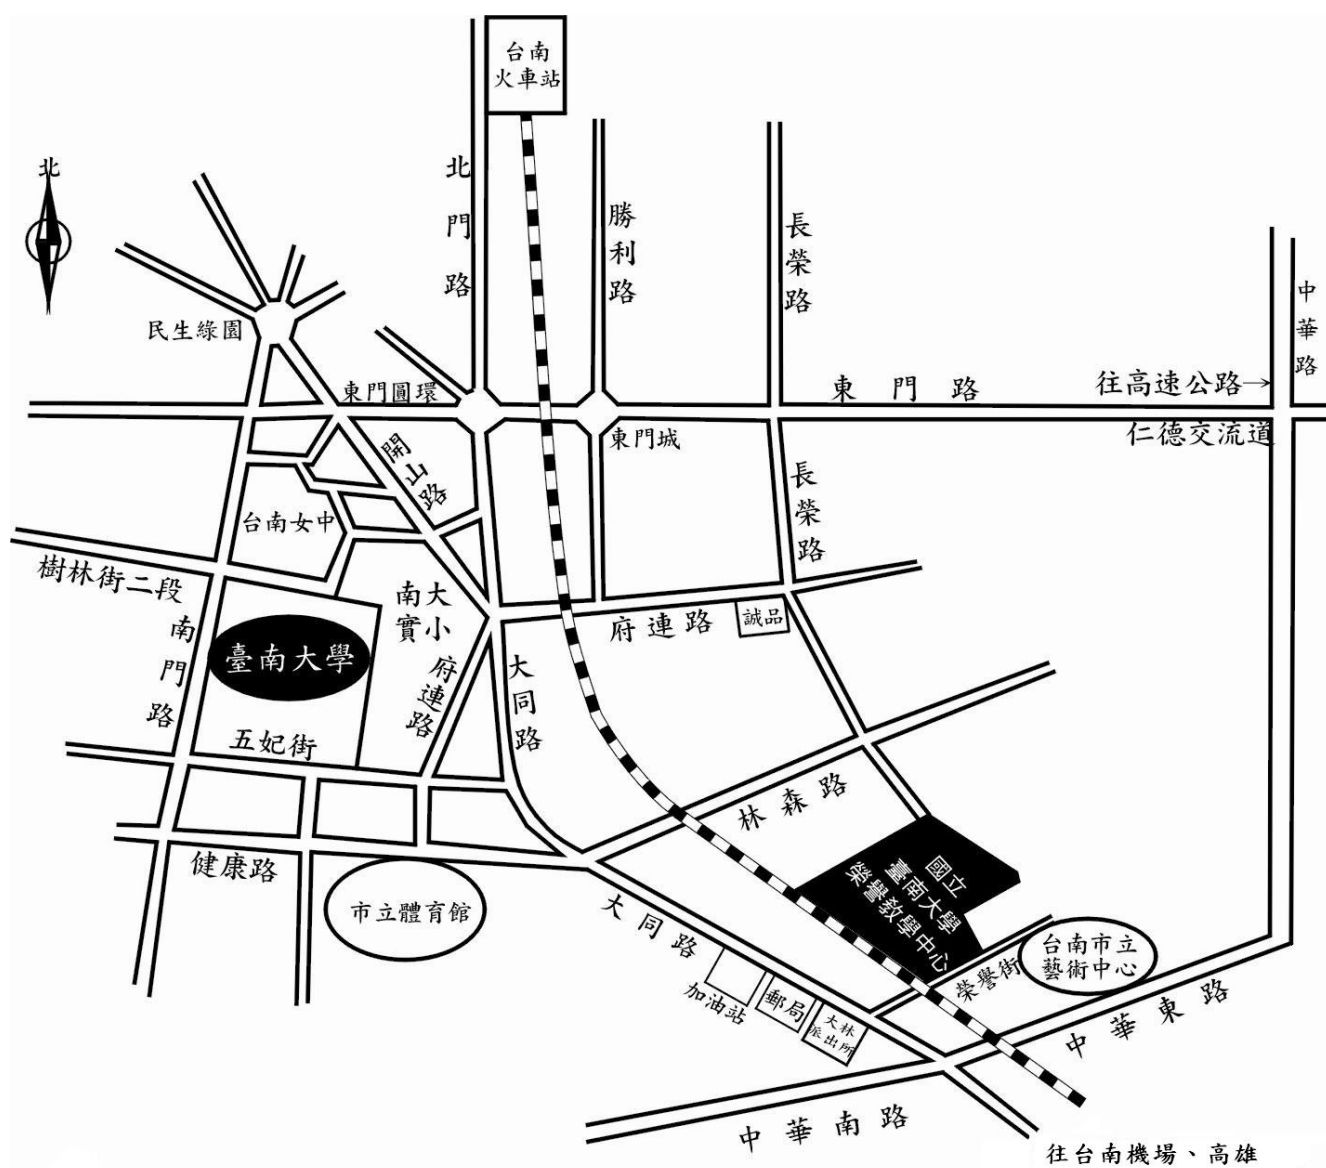 台南
火車站
北
北門路
勝利路
長榮路
中華路
民生綠園
東門圓環
東門路
往高速公路→
仁德交流道
東門城
開山路
長榮路
台南女中
樹林街二段
南大
實小
府連路
誠品
南門路
臺南大學
府連路
大同路
五妃街
林森路
健康路
市立體育館
大同路
國立
臺南大學
榮譽教學中心
榮譽街
台南市立
藝術中心
加油站
郵局
大林
派出所
中華東路
中華南路
往台南機場、高雄